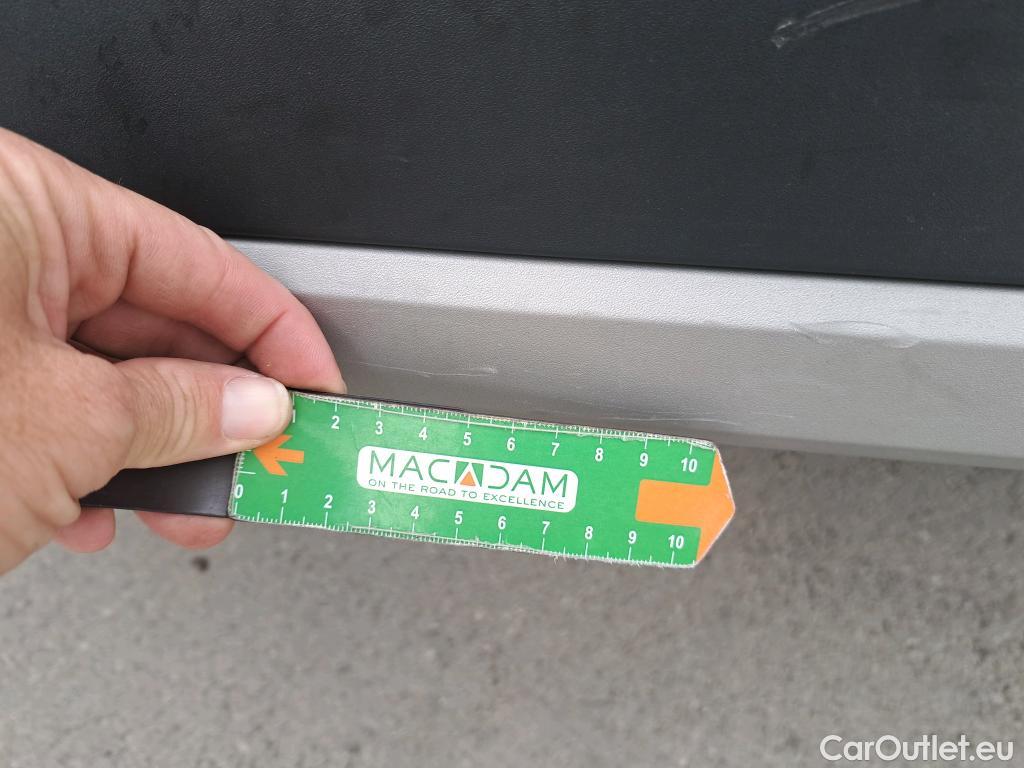 1 2 3 4 5 6 7 8 9 10
MACADAM
ON THE ROAD TO EXCELLENCE
0 1 2 3 4 5 6 7 8 9 10
CarOutlet.eu